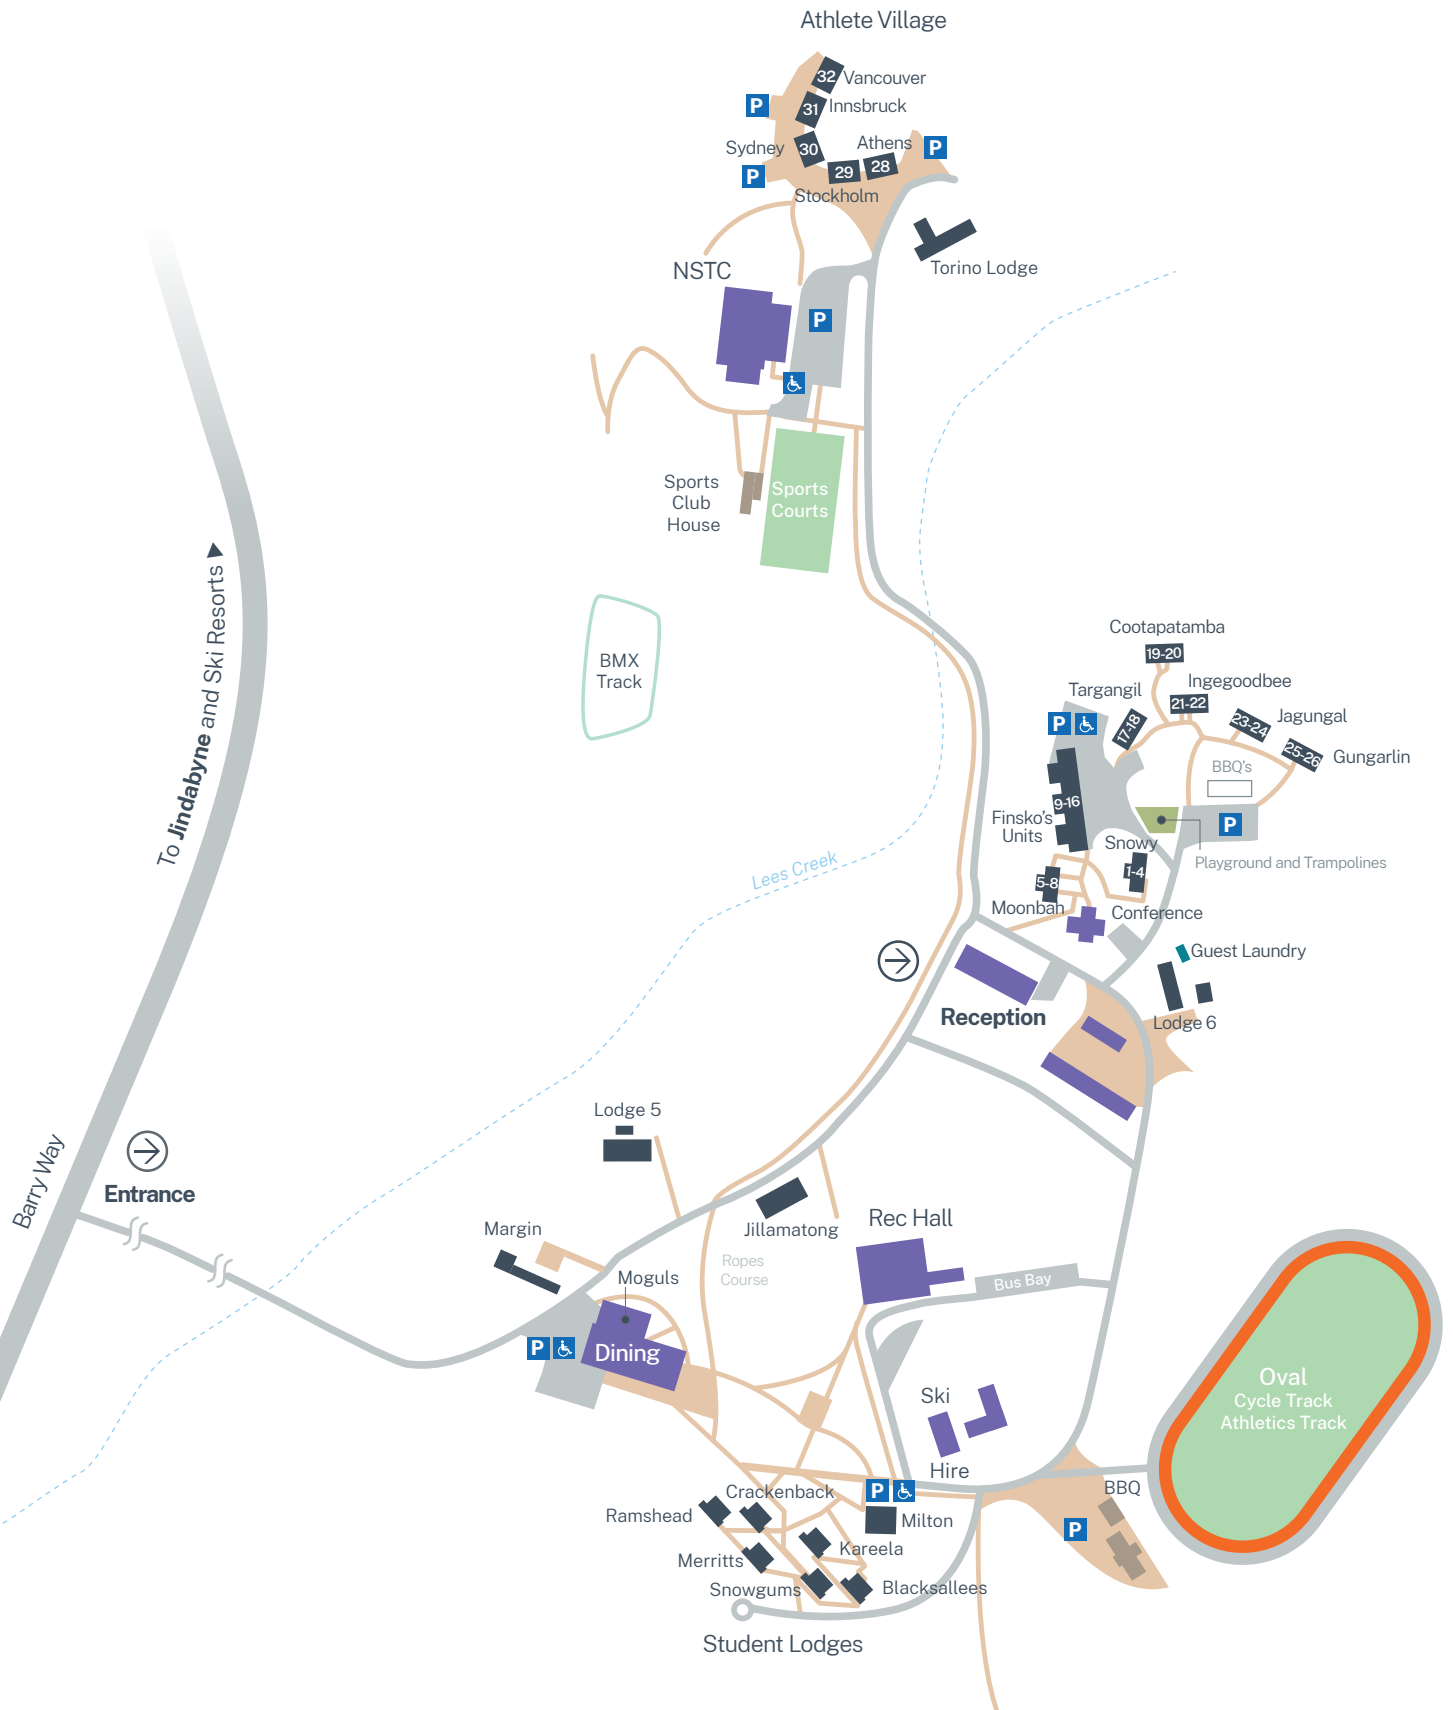 Athlete Village
32
Vancouver
P
31
Innsbruck
Sydney
30
Athens
P
P
29
28
Stockholm
Torino Lodge
NSTC
P
Sports
Club
House
Sports
Courts
To Jindabyne and Ski Resorts
BMX
Track
Cootapatamba
19-20
Targangil
Ingegoodbee
21-22
P
17-18
23-24
Jagungal
25-26
Gungarlin
BBQ's
9-16
Finsko's
Units
P
Snowy
Playground and Trampolines
1-4
5-8
Lees Creek
Moonbah
Conference
Guest Laundry
Reception
Lodge 6
Lodge 5
Barry Way
Entrance
Margin
Jillamatong
Rec Hall
Ropes
Course
Moguls
Bus Bay
P
Dining
Oval
Cycle Track
Athletics Track
Ski
Hire
Crackenback
P
BBQ
Ramshead
Milton
P
Kareela
Merritts
Snowgums
Blacksallees
Student Lodges